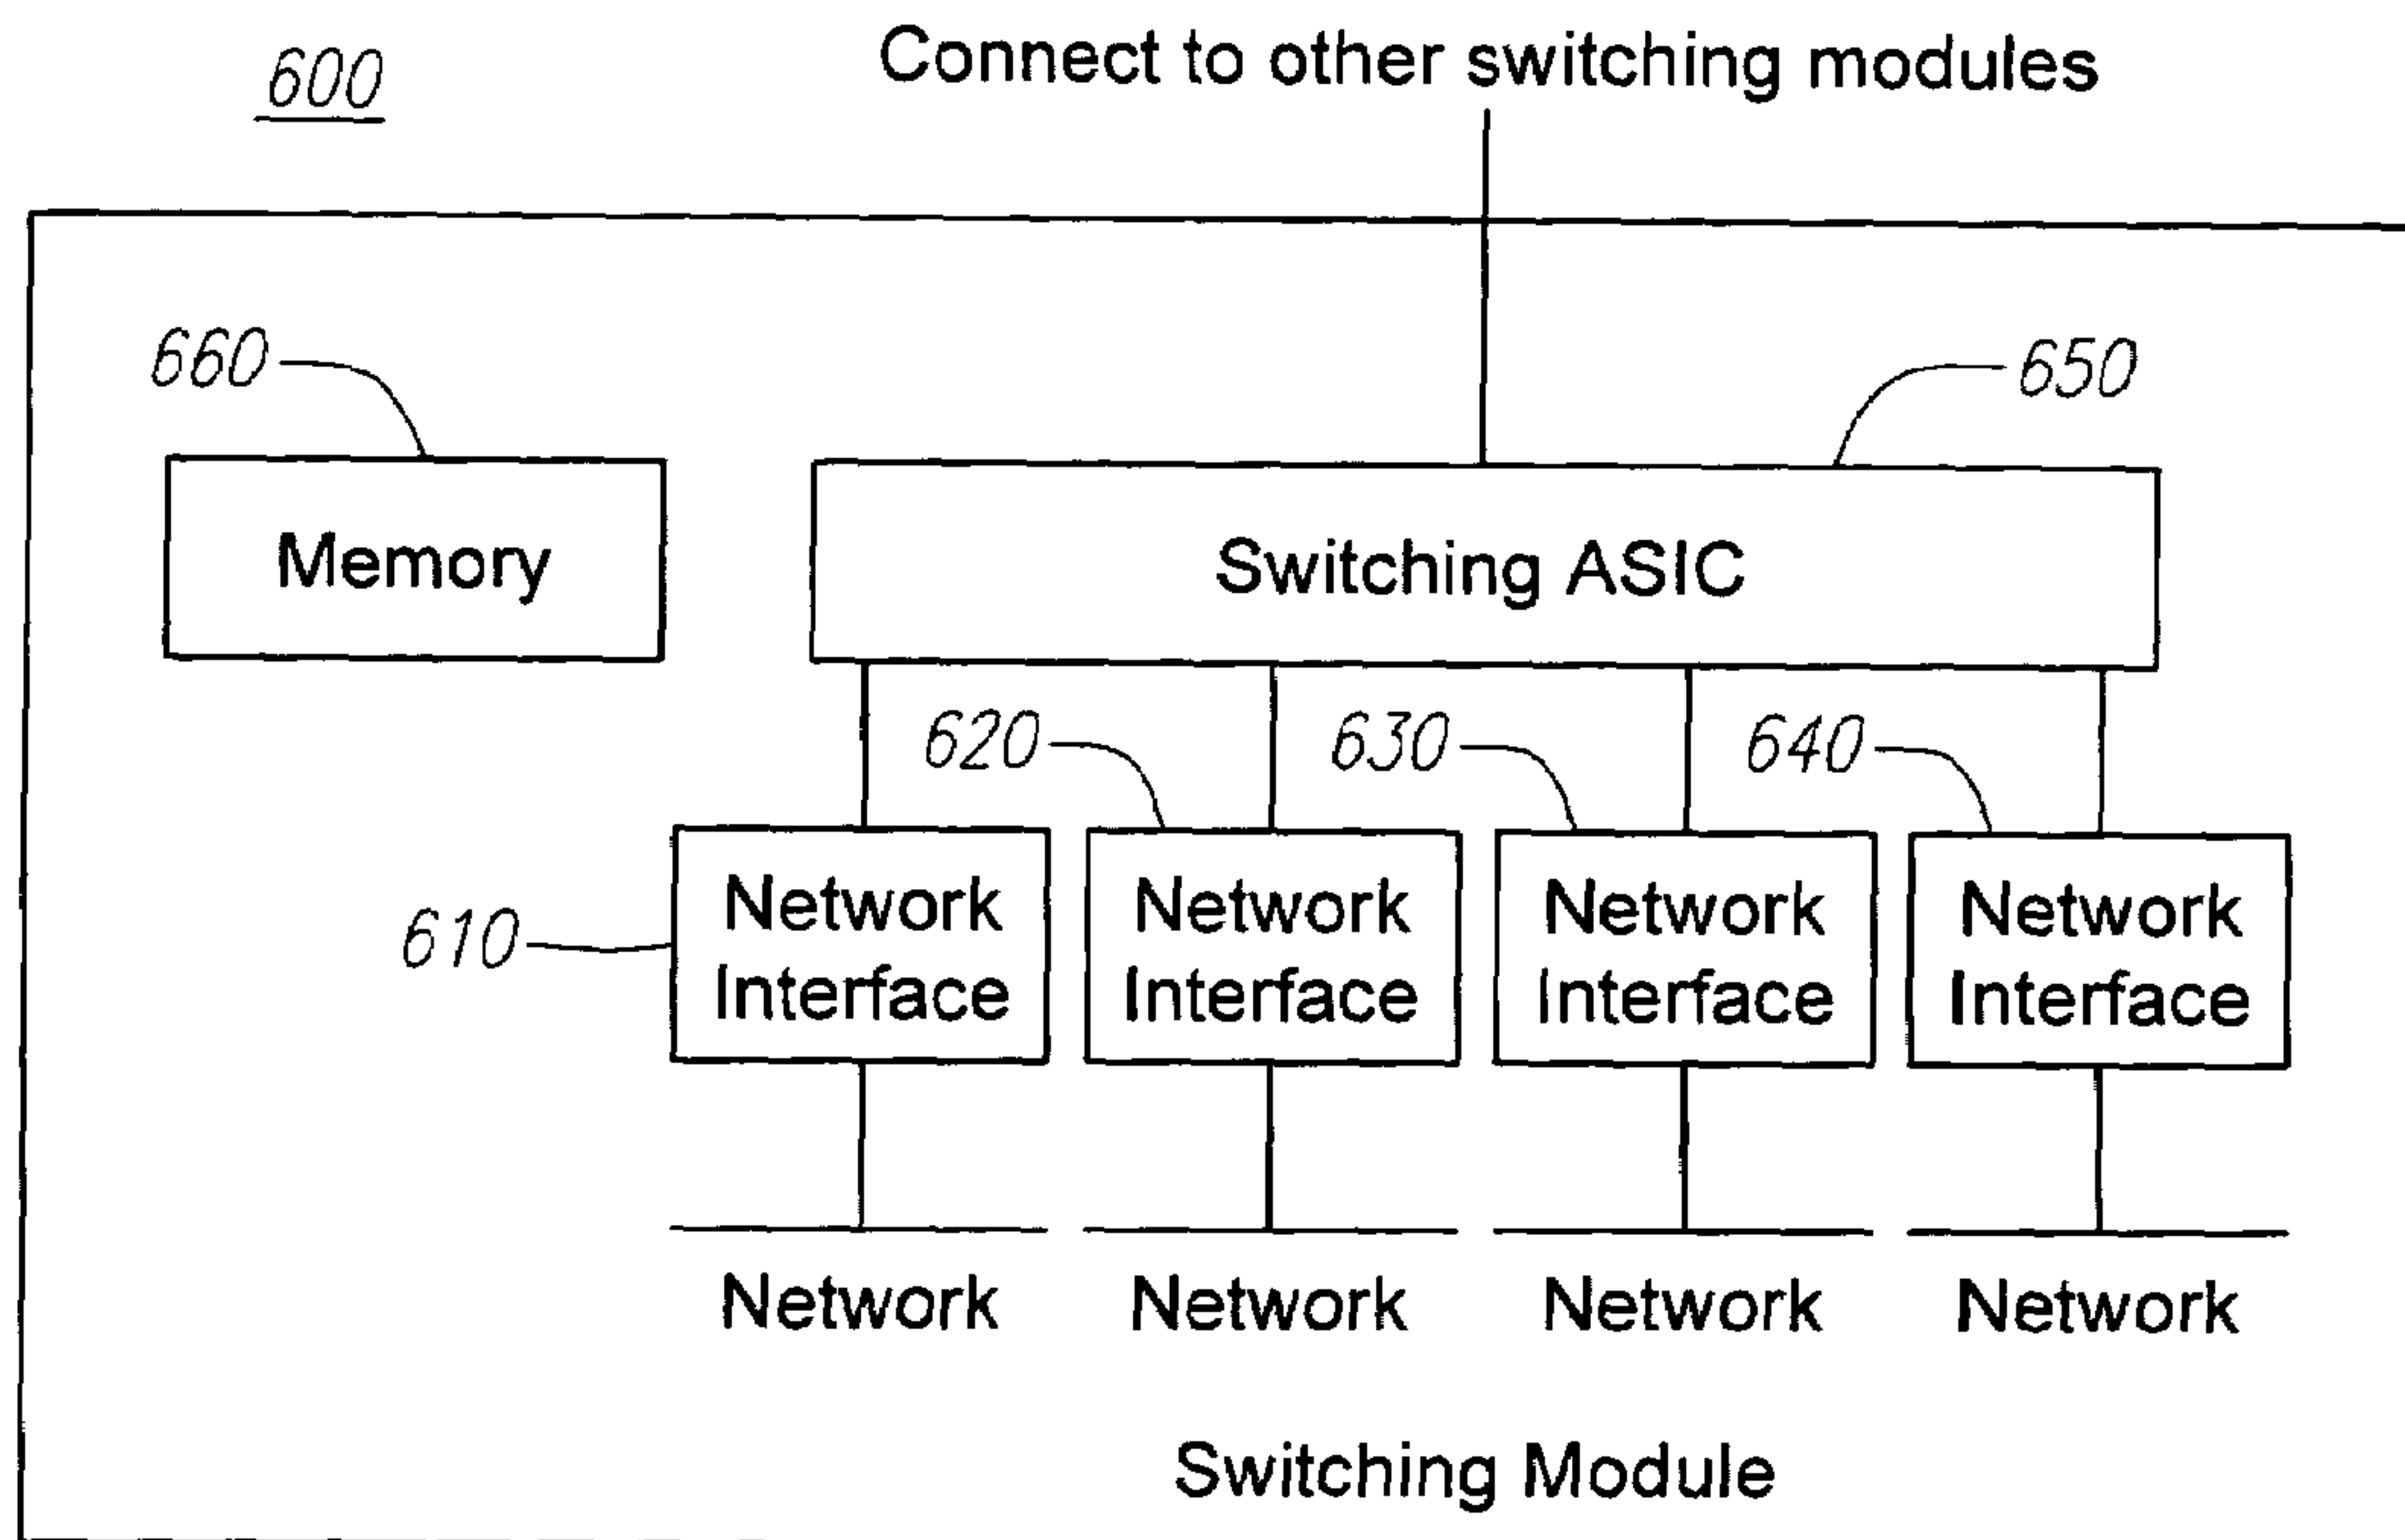 600
Connect to other switching modules
660
650
Memory
Switching ASIC
620
630
640
610
Network
Interface
Network
Interface
Network
Interface
Network
Interface
Network
Network
Network
Network
Switching Module